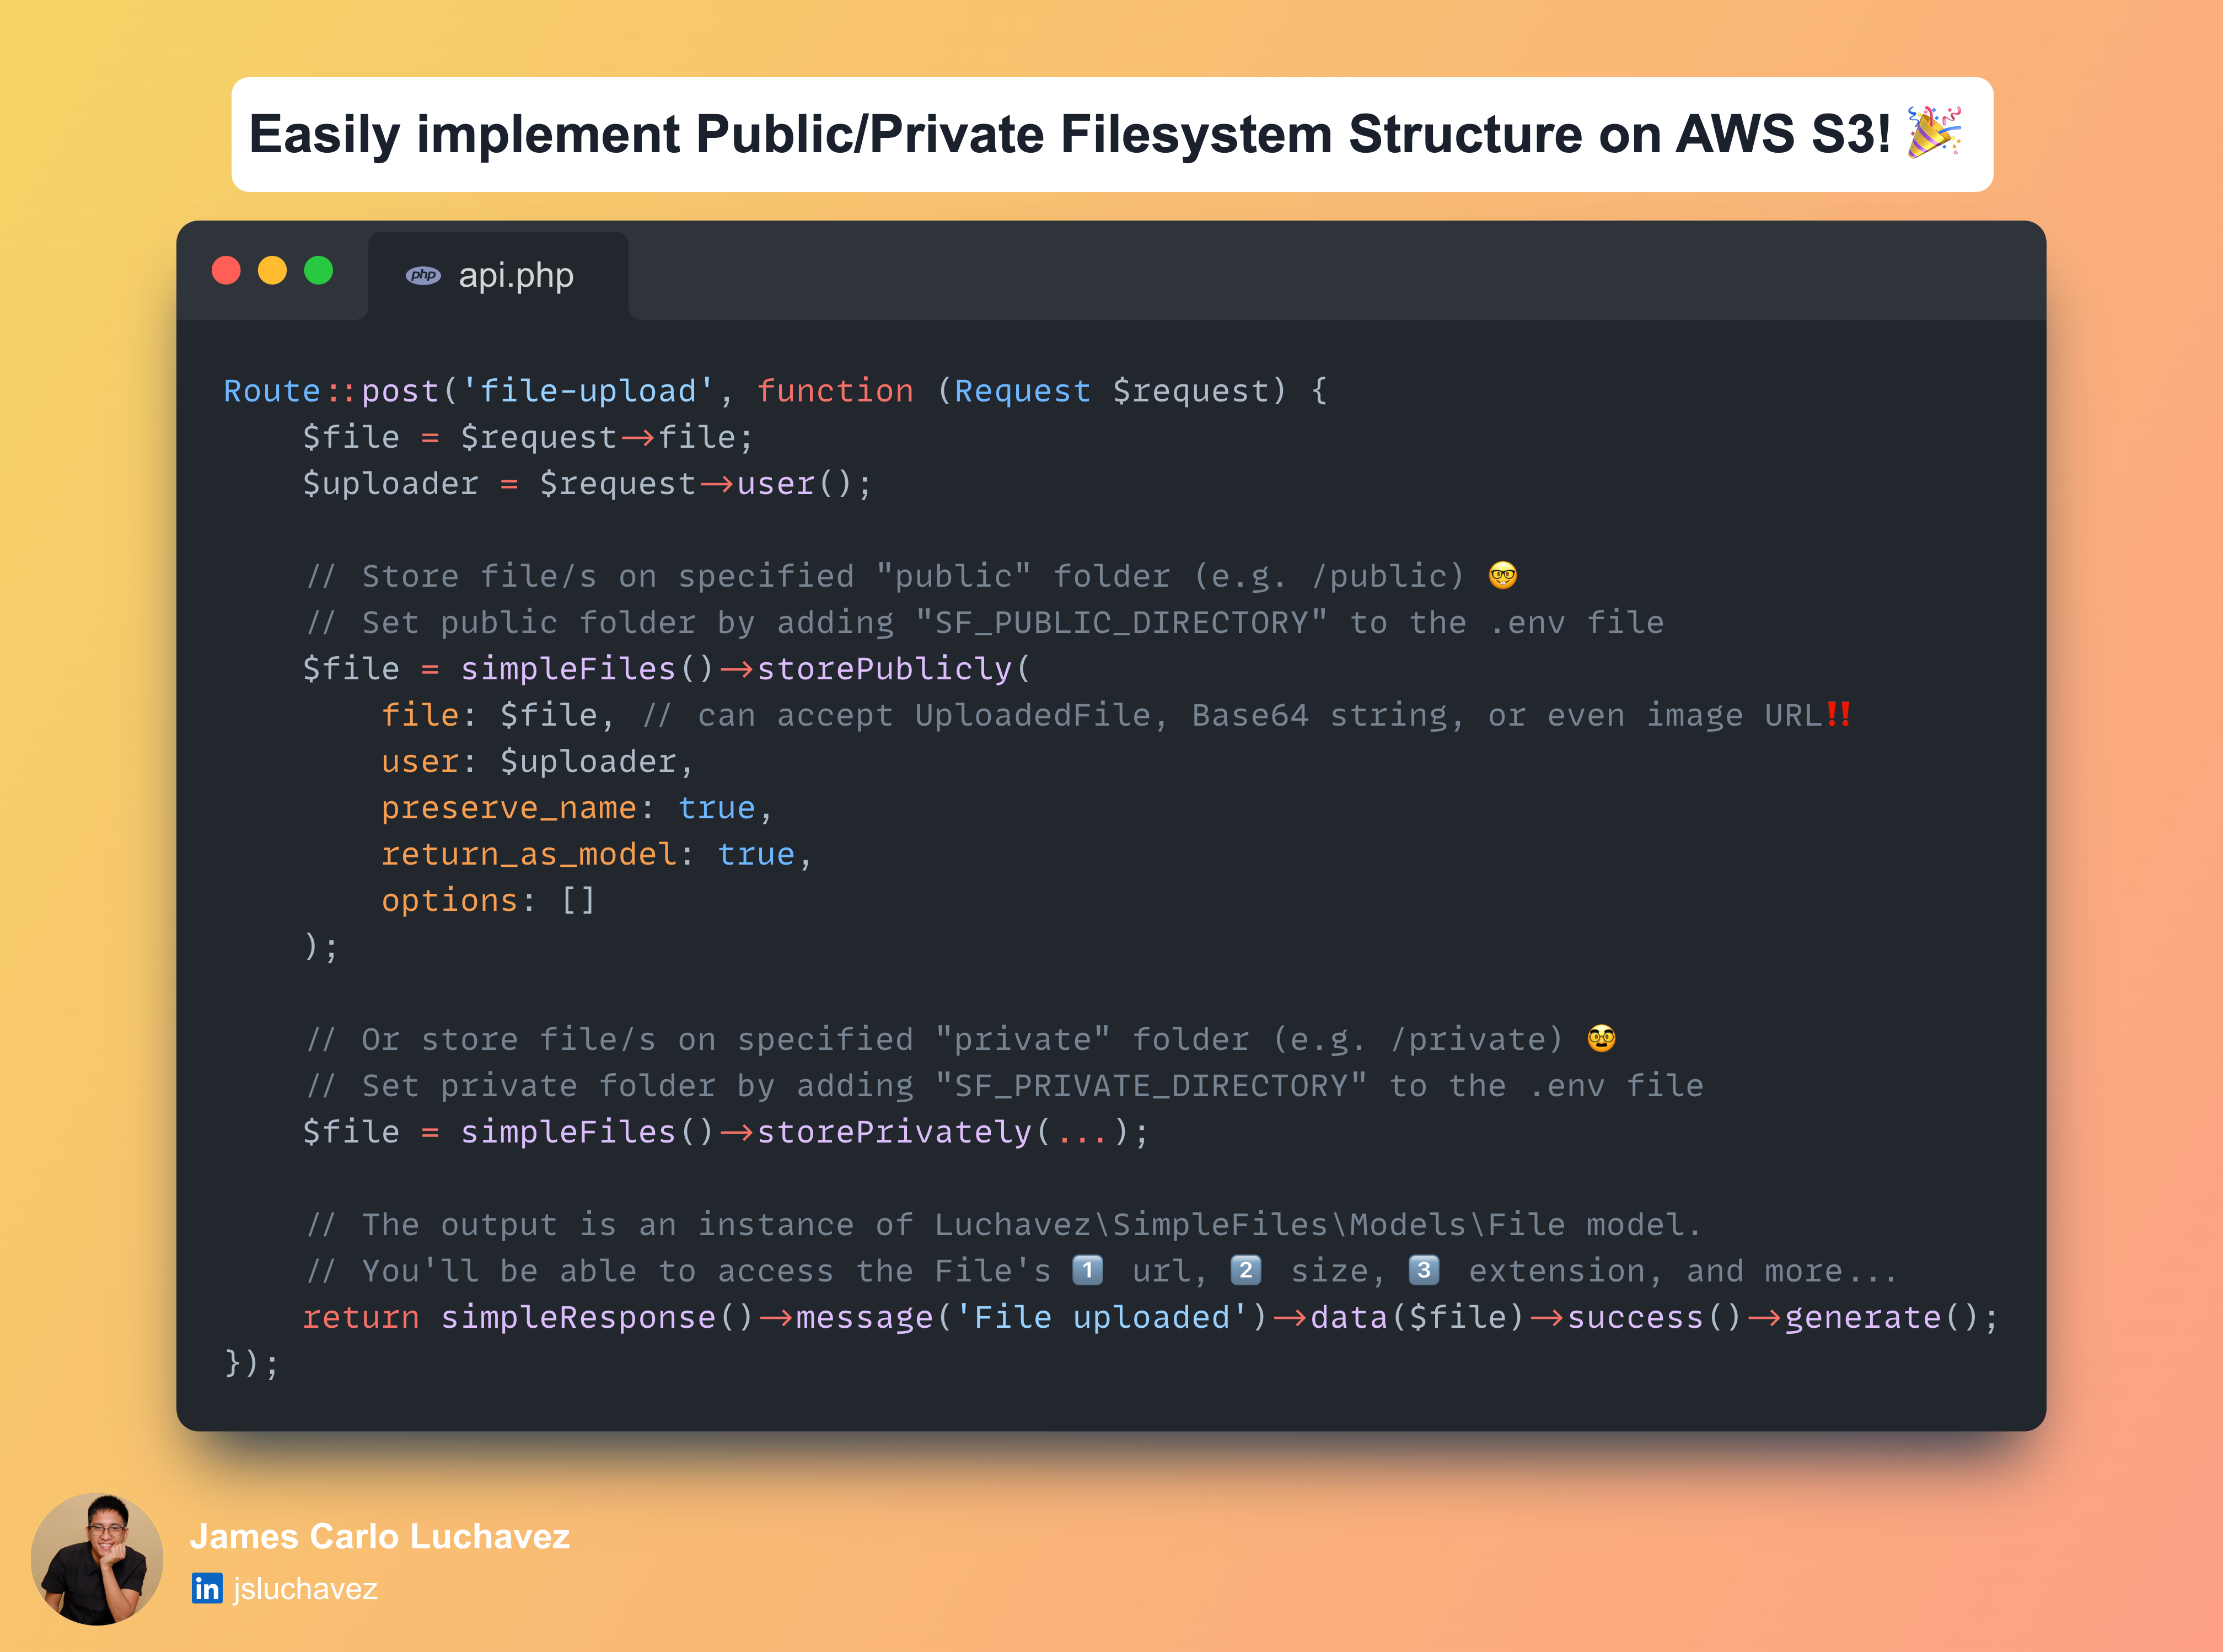 Easily implement Public/Private Filesystem Structure on AWS S3! 🎉
php api.php
Route::post('file-upload', function (Request $request) {
    $file = $request->file;
    $uploader = $request->user();

    // Store file/s on specified "public" folder (e.g. /public) 🤓
    // Set public folder by adding "SF_PUBLIC_DIRECTORY" to the .env file
    $file = simpleFiles()->storePublicly(
        file: $file, // can accept UploadedFile, Base64 string, or even image URL‼️
        user: $uploader,
        preserve_name: true,
        return_as_model: true,
        options: []
    );

    // Or store file/s on specified "private" folder (e.g. /private) 🥸
    // Set private folder by adding "SF_PRIVATE_DIRECTORY" to the .env file
    $file = simpleFiles()->storePrivately(...);

    // The output is an instance of Luchavez\SimpleFiles\Models\File model.
    // You'll be able to access the File's 1️⃣ url, 2️⃣ size, 3️⃣ extension, and more...
    return simpleResponse()->message('File uploaded')->data($file)->success()->generate();
});
James Carlo Luchavez
in jsluchavez